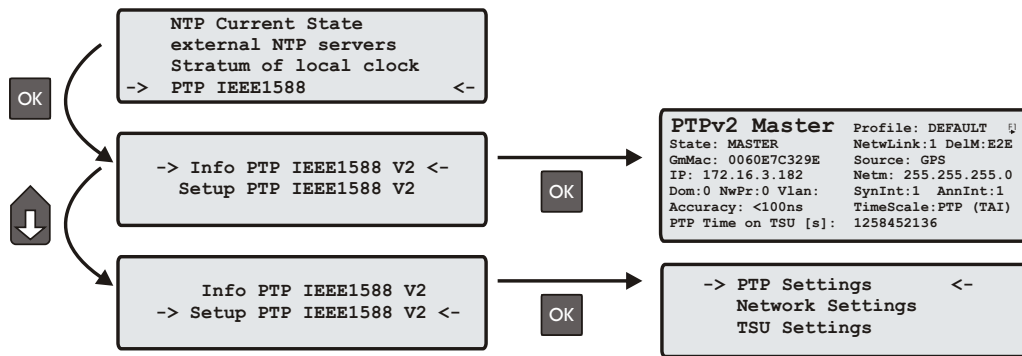 NTP Current State
external NTP servers
Stratum of local clock
-> PTP IEEE1588 <-
OK
-> Info PTP IEEE1588 V2 <-
Setup PTP IEEE1588 V2
OK
PTPv2 Master Profile: DEFAULT F1
State: MASTER NetwLink:1 DelM:E2E
GmMac: 0060E7C329E Source: GPS
IP: 172.16.3.182 Netm: 255.255.255.0
Dom:0 NwPr:0 Vlan: SynInt:1 AnnInt:1
Accuracy: <100ns TimeScale:PTP (TAI)
PTP Time on TSU [s]: 1258452136
Info PTP IEEE1588 V2
-> Setup PTP IEEE1588 V2 <-
OK
-> PTP Settings <-
Network Settings
TSU Settings